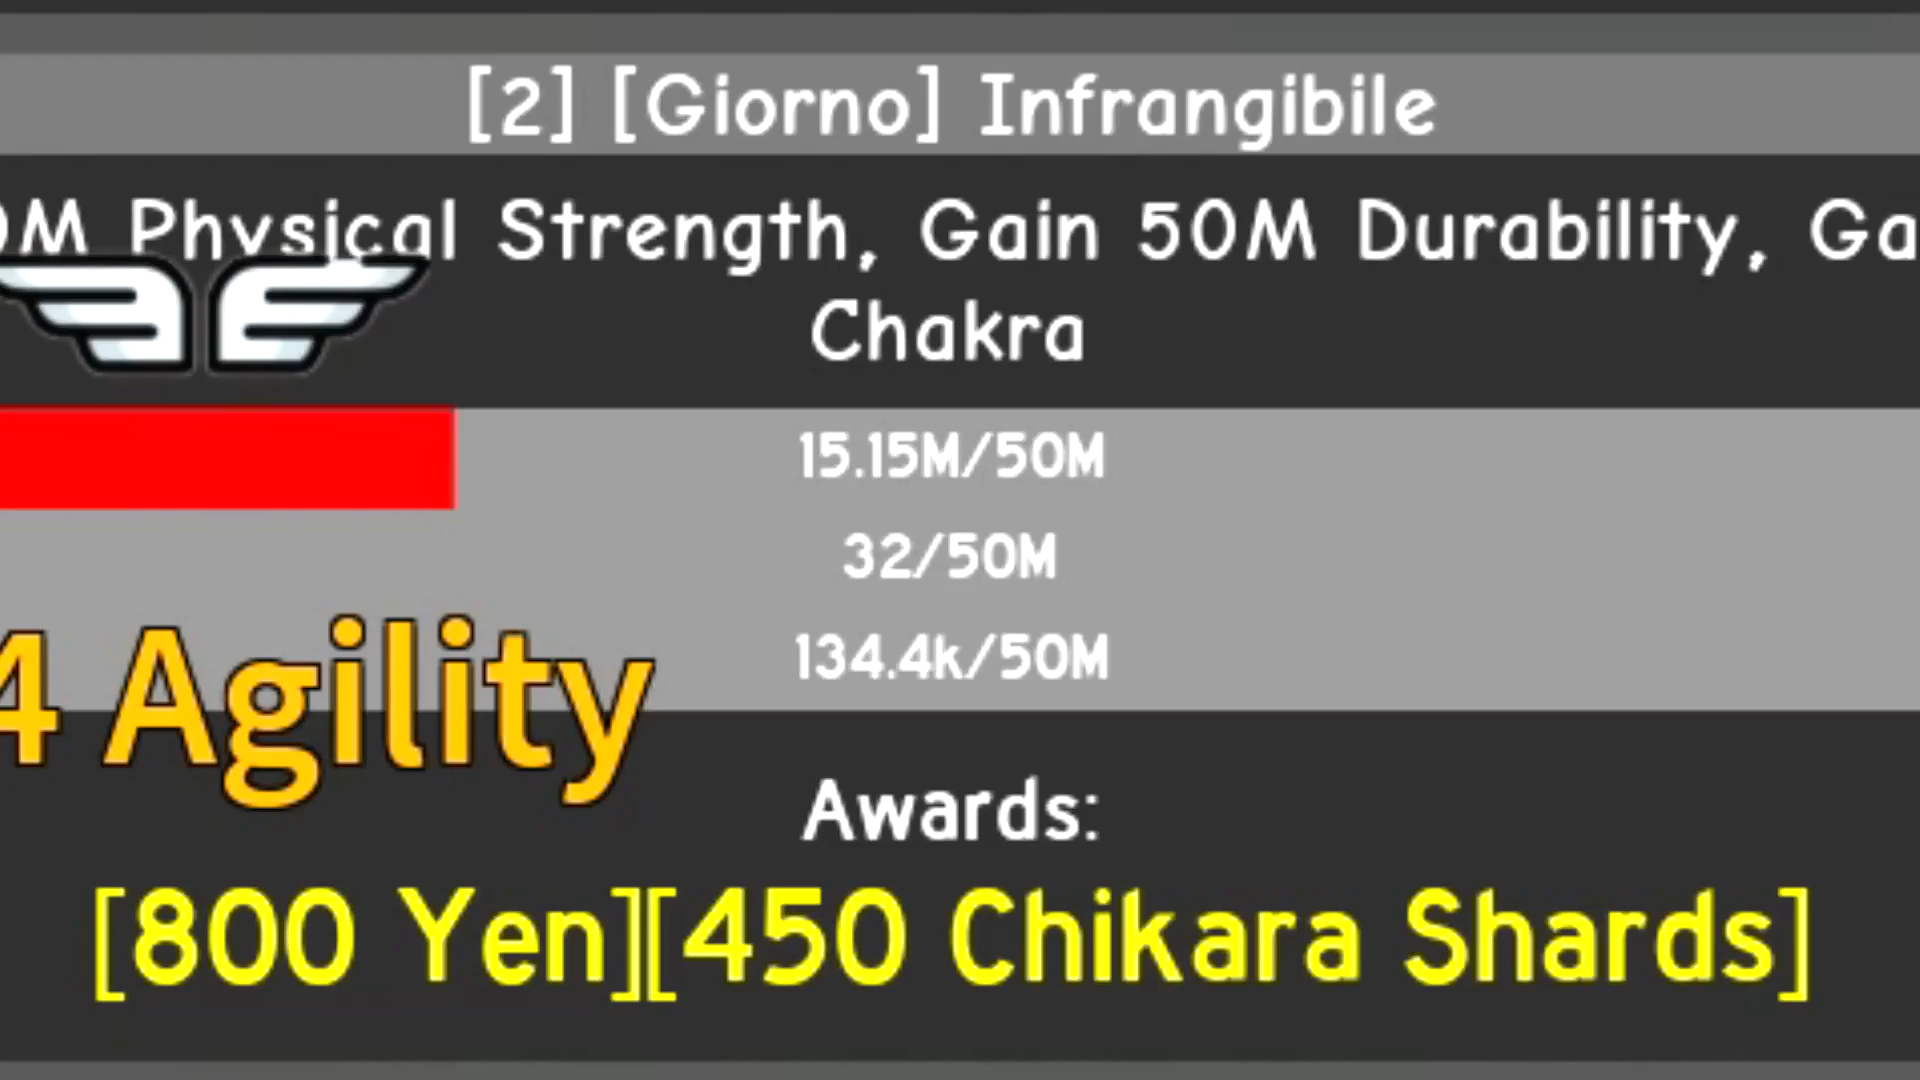 [2] [Giorno] Infrangibile
Physical Strength, Gain 50M Durability,
Chakra
15.15M/50M
32/50M
134.4k/50M
4 Agility
Awards:
[800 Yen][450 Chikara Shards]